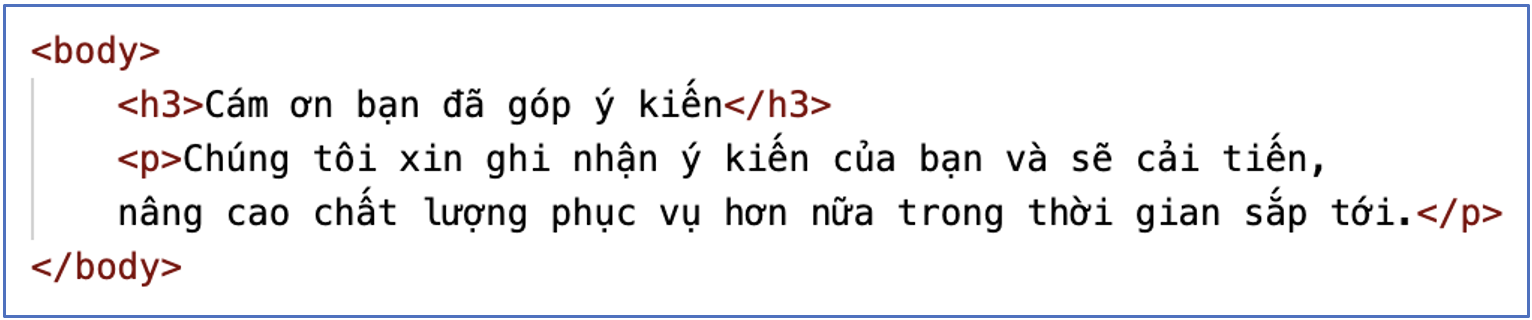 <body>
<h3>Cám ơn bạn đã góp ý kiến</h3>
<p>Chúng tôi xin ghi nhận ý kiến của bạn và sẽ cải tiến,
nâng cao chất lượng phục vụ hơn nữa trong thời gian sắp tới.</p>
</body>